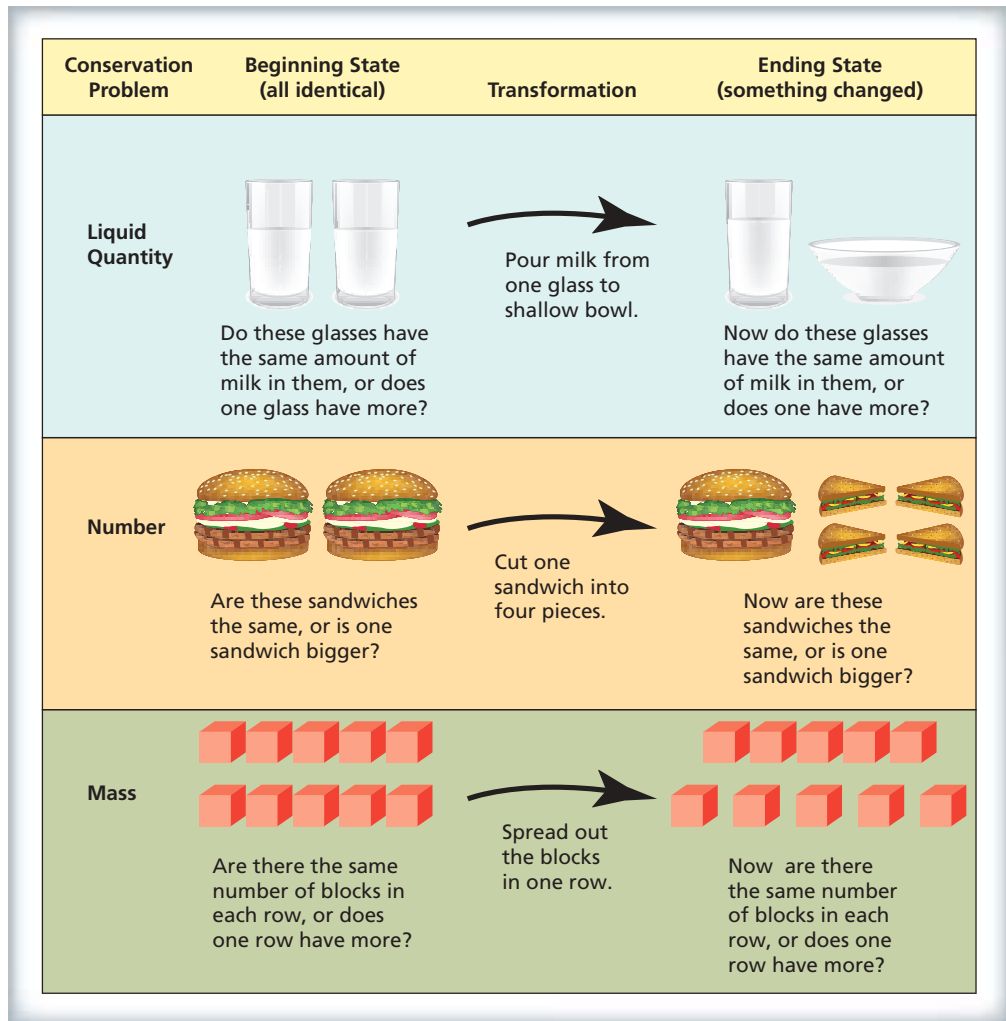 Conservation
Problem
Beginning State
(all identical)
Transformation
Ending State
(something changed)
Liquid
Quantity
Do these glasses have
the same amount of
milk in them, or does
one glass have more?
Pour milk from
one glass to
shallow bowl.
Now do these glasses
have the same amount
of milk in them, or
does one have more?
Number
Are these sandwiches
the same, or is one
sandwich bigger?
Cut one
sandwich into
four pieces.
Now are these
sandwiches the
same, or is one
sandwich bigger?
Mass
Are there the same
number of blocks in
each row, or does
one row have more?
Spread out
the blocks
in one row.
Now are there
the same number
of blocks in each
row, or does one
row have more?